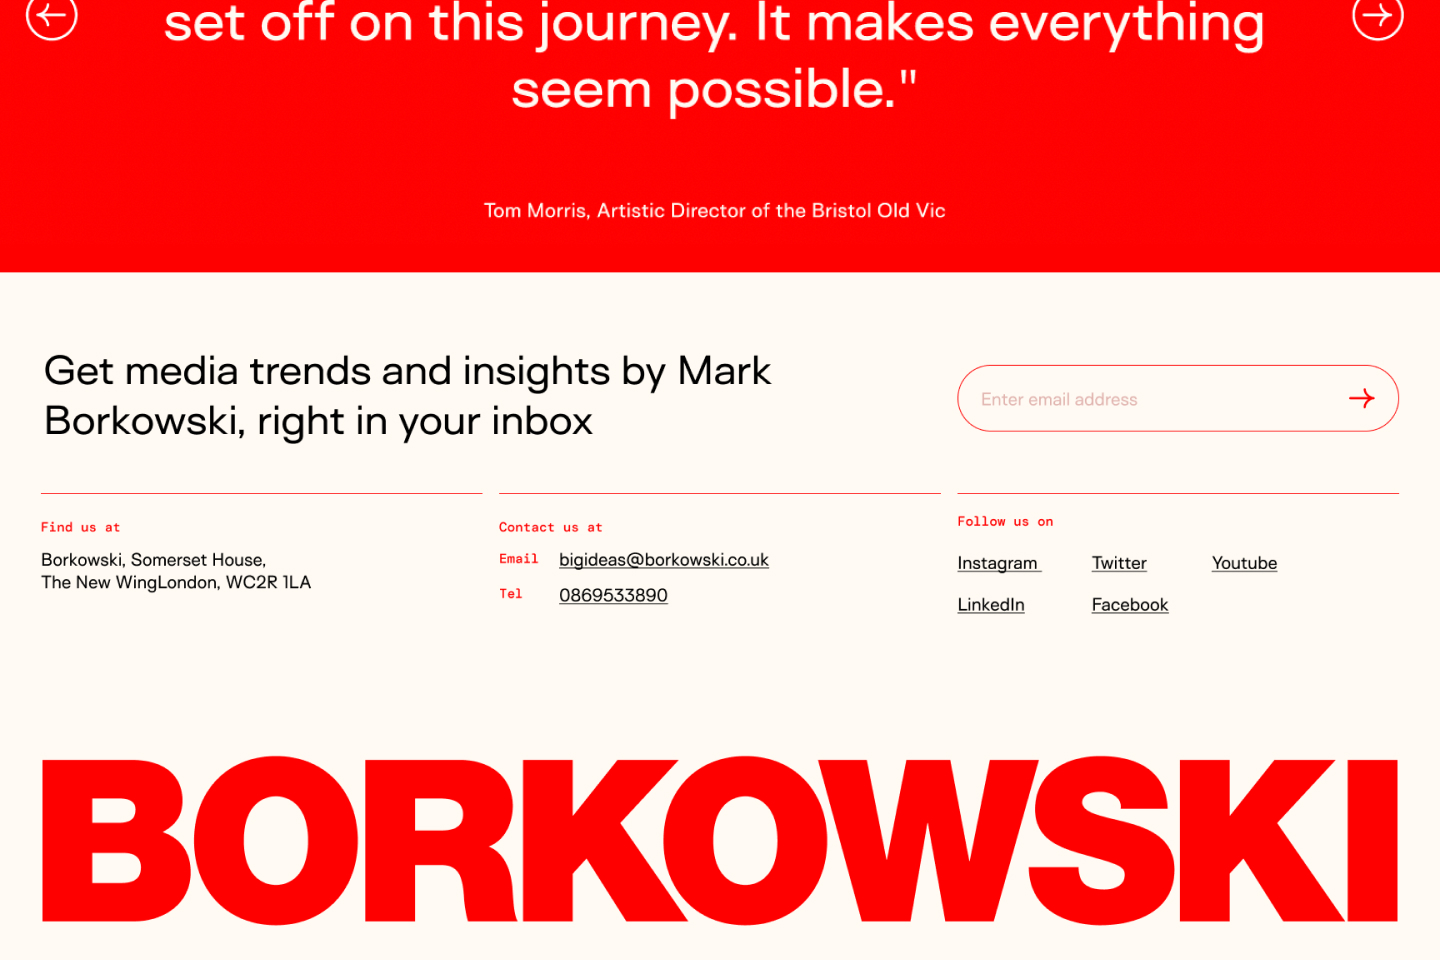 set off on this journey. It makes everything
seem possible."
Tom Morris, Artistic Director of the Bristol Old Vic
Get media trends and insights by Mark
Borkowski, right in your inbox
Enter email address
Find us at
Borkowski, Somerset House,
The New WingLondon, WC2R 1LA
Contact us at
Email bigideas@borkowski.co.uk
Tel 0869533890
Follow us on
Instagram Twitter Youtube
LinkedIn Facebook
BORKOWSKI